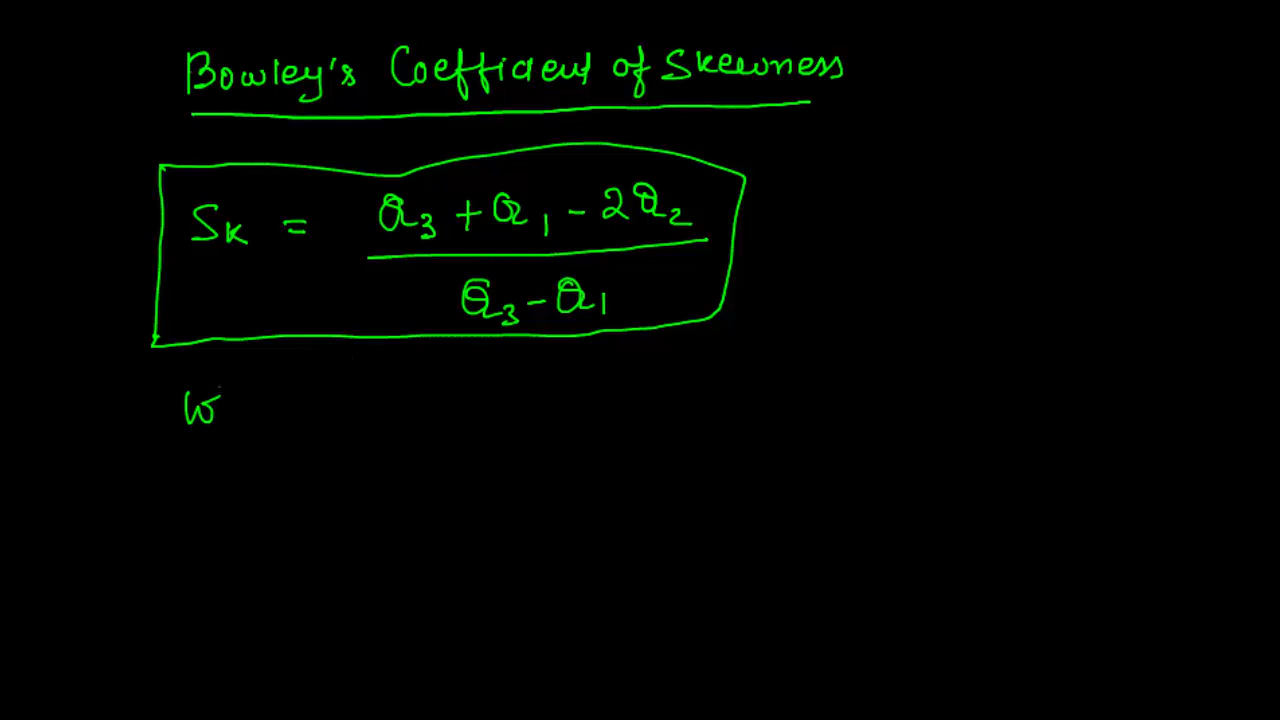 Bowley's Coefficient of Skewness
Sk = Q3 + Q1 - 2Q2
Q3 - Q1
W